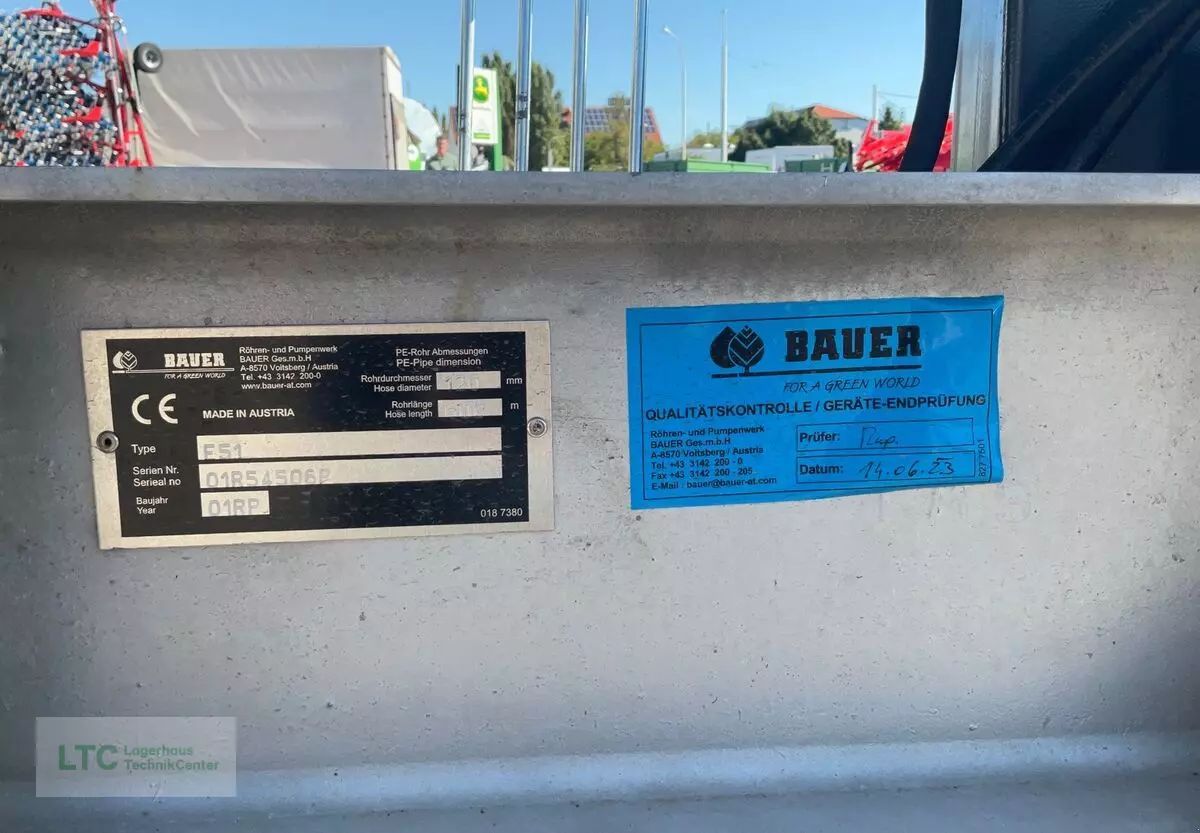 BAUER
FOR A GREEN WORLD
Röhren- und Pumpenwerk
BAUER Ges.m.b.H
A-8570 Voitsberg / Austria
Tel. +43 3142 200-0
www.bauer-at.com
PE-Rohr Abmessungen
PE-Pipe dimension
Rohrdurchmesser
Hose diameter
mm
Rohrlänge
Hose length
m
CE
MADE IN AUSTRIA
Type E51
Serien Nr.
Serieal no
Baujahr
Year
01RP
018 7380
BAUER
FOR A GREEN WORLD
QUALITÄTSKONTROLLE / GERÄTE-ENDPRÜFUNG
Röhren- und Pumpenwerk
BAUER Ges.m.b.H
A-8570 Voitsberg / Austria
Tel. +43 3142 200 - 0
Fax +43 3142 200 - 205
E-Mail : bauer@bauer-at.com
Prüfer:
Datum: 14.06.23
LTC Lagerhaus
TechnikCenter